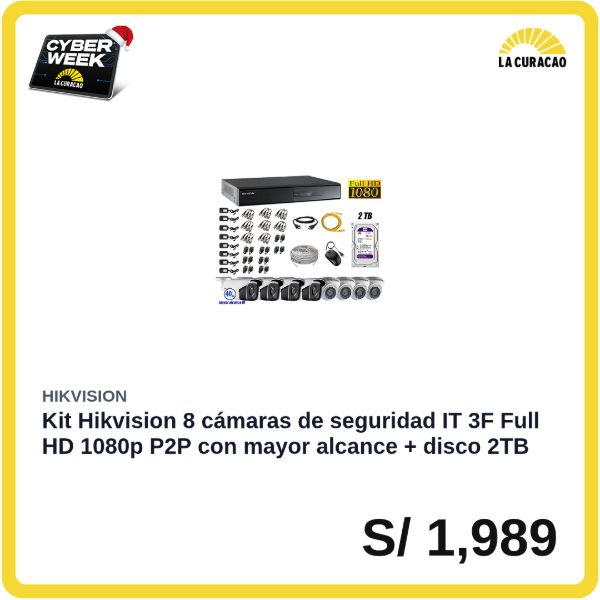 CYBER
WEEK
LA CURACAO
LA CURACAO
Full HD
1080
2 TB
40
HIKVISION
Kit Hikvision 8 cámaras de seguridad IT 3F Full
HD 1080p P2P con mayor alcance + disco 2TB
S/ 1,989